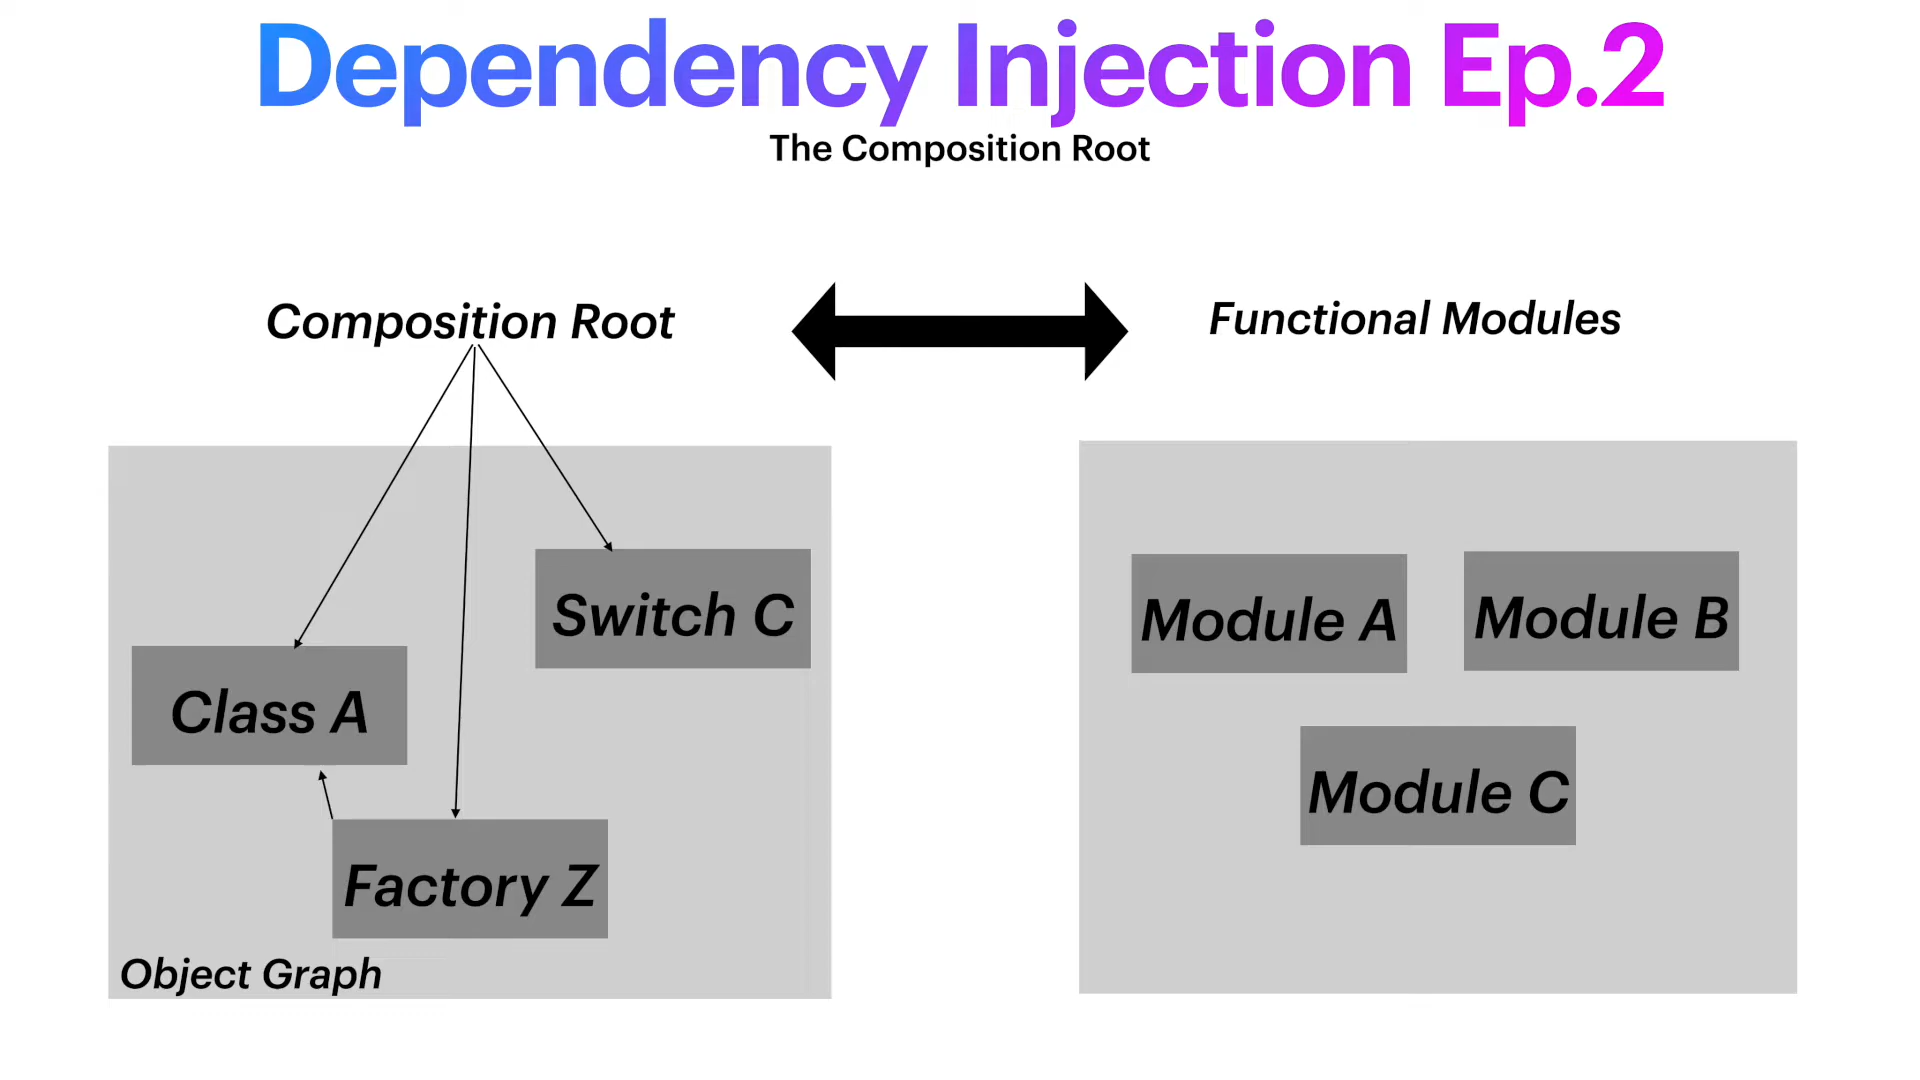 Dependency Injection Ep.2
The Composition Root
Composition Root
Functional Modules
Switch C
Class A
Factory Z
Object Graph
Module A
Module B
Module C